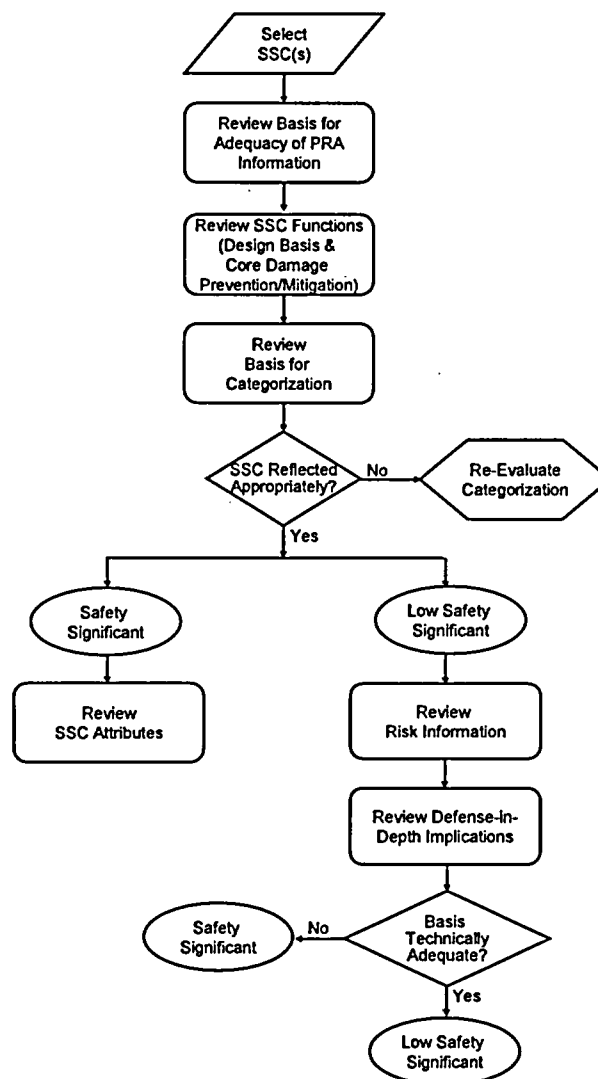 Select
SSC(s)
Review Basis for
Adequacy of PRA
Information
Review SSC Functions
(Design Basis &
Core Damage
Prevention/Mitigation)
Review
Basis for
Categorization
SSC Reflected
Appropriately?
No
Re-Evaluate
Categorization
Yes
Safety
Significant
Low Safety
Significant
Review
SSC Attributes
Review
Risk Information
Review Defense-in-
Depth Implications
Basis
Technically
Adequate?
No
Safety
Significant
Yes
Low Safety
Significant